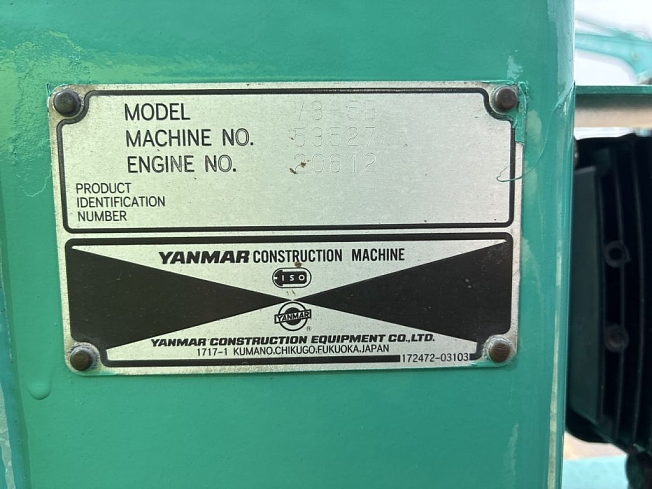 MODEL
MACHINE NO. 53527
ENGINE NO.
PRODUCT
IDENTIFICATION
NUMBER
YANMAR CONSTRUCTION MACHINE
ISO
YANMAR
®
YANMAR CONSTRUCTION EQUIPMENT CO.,LTD.
1717-1 KUMANO,CHIKUGO,FUKUOKA,JAPAN
172472-03103